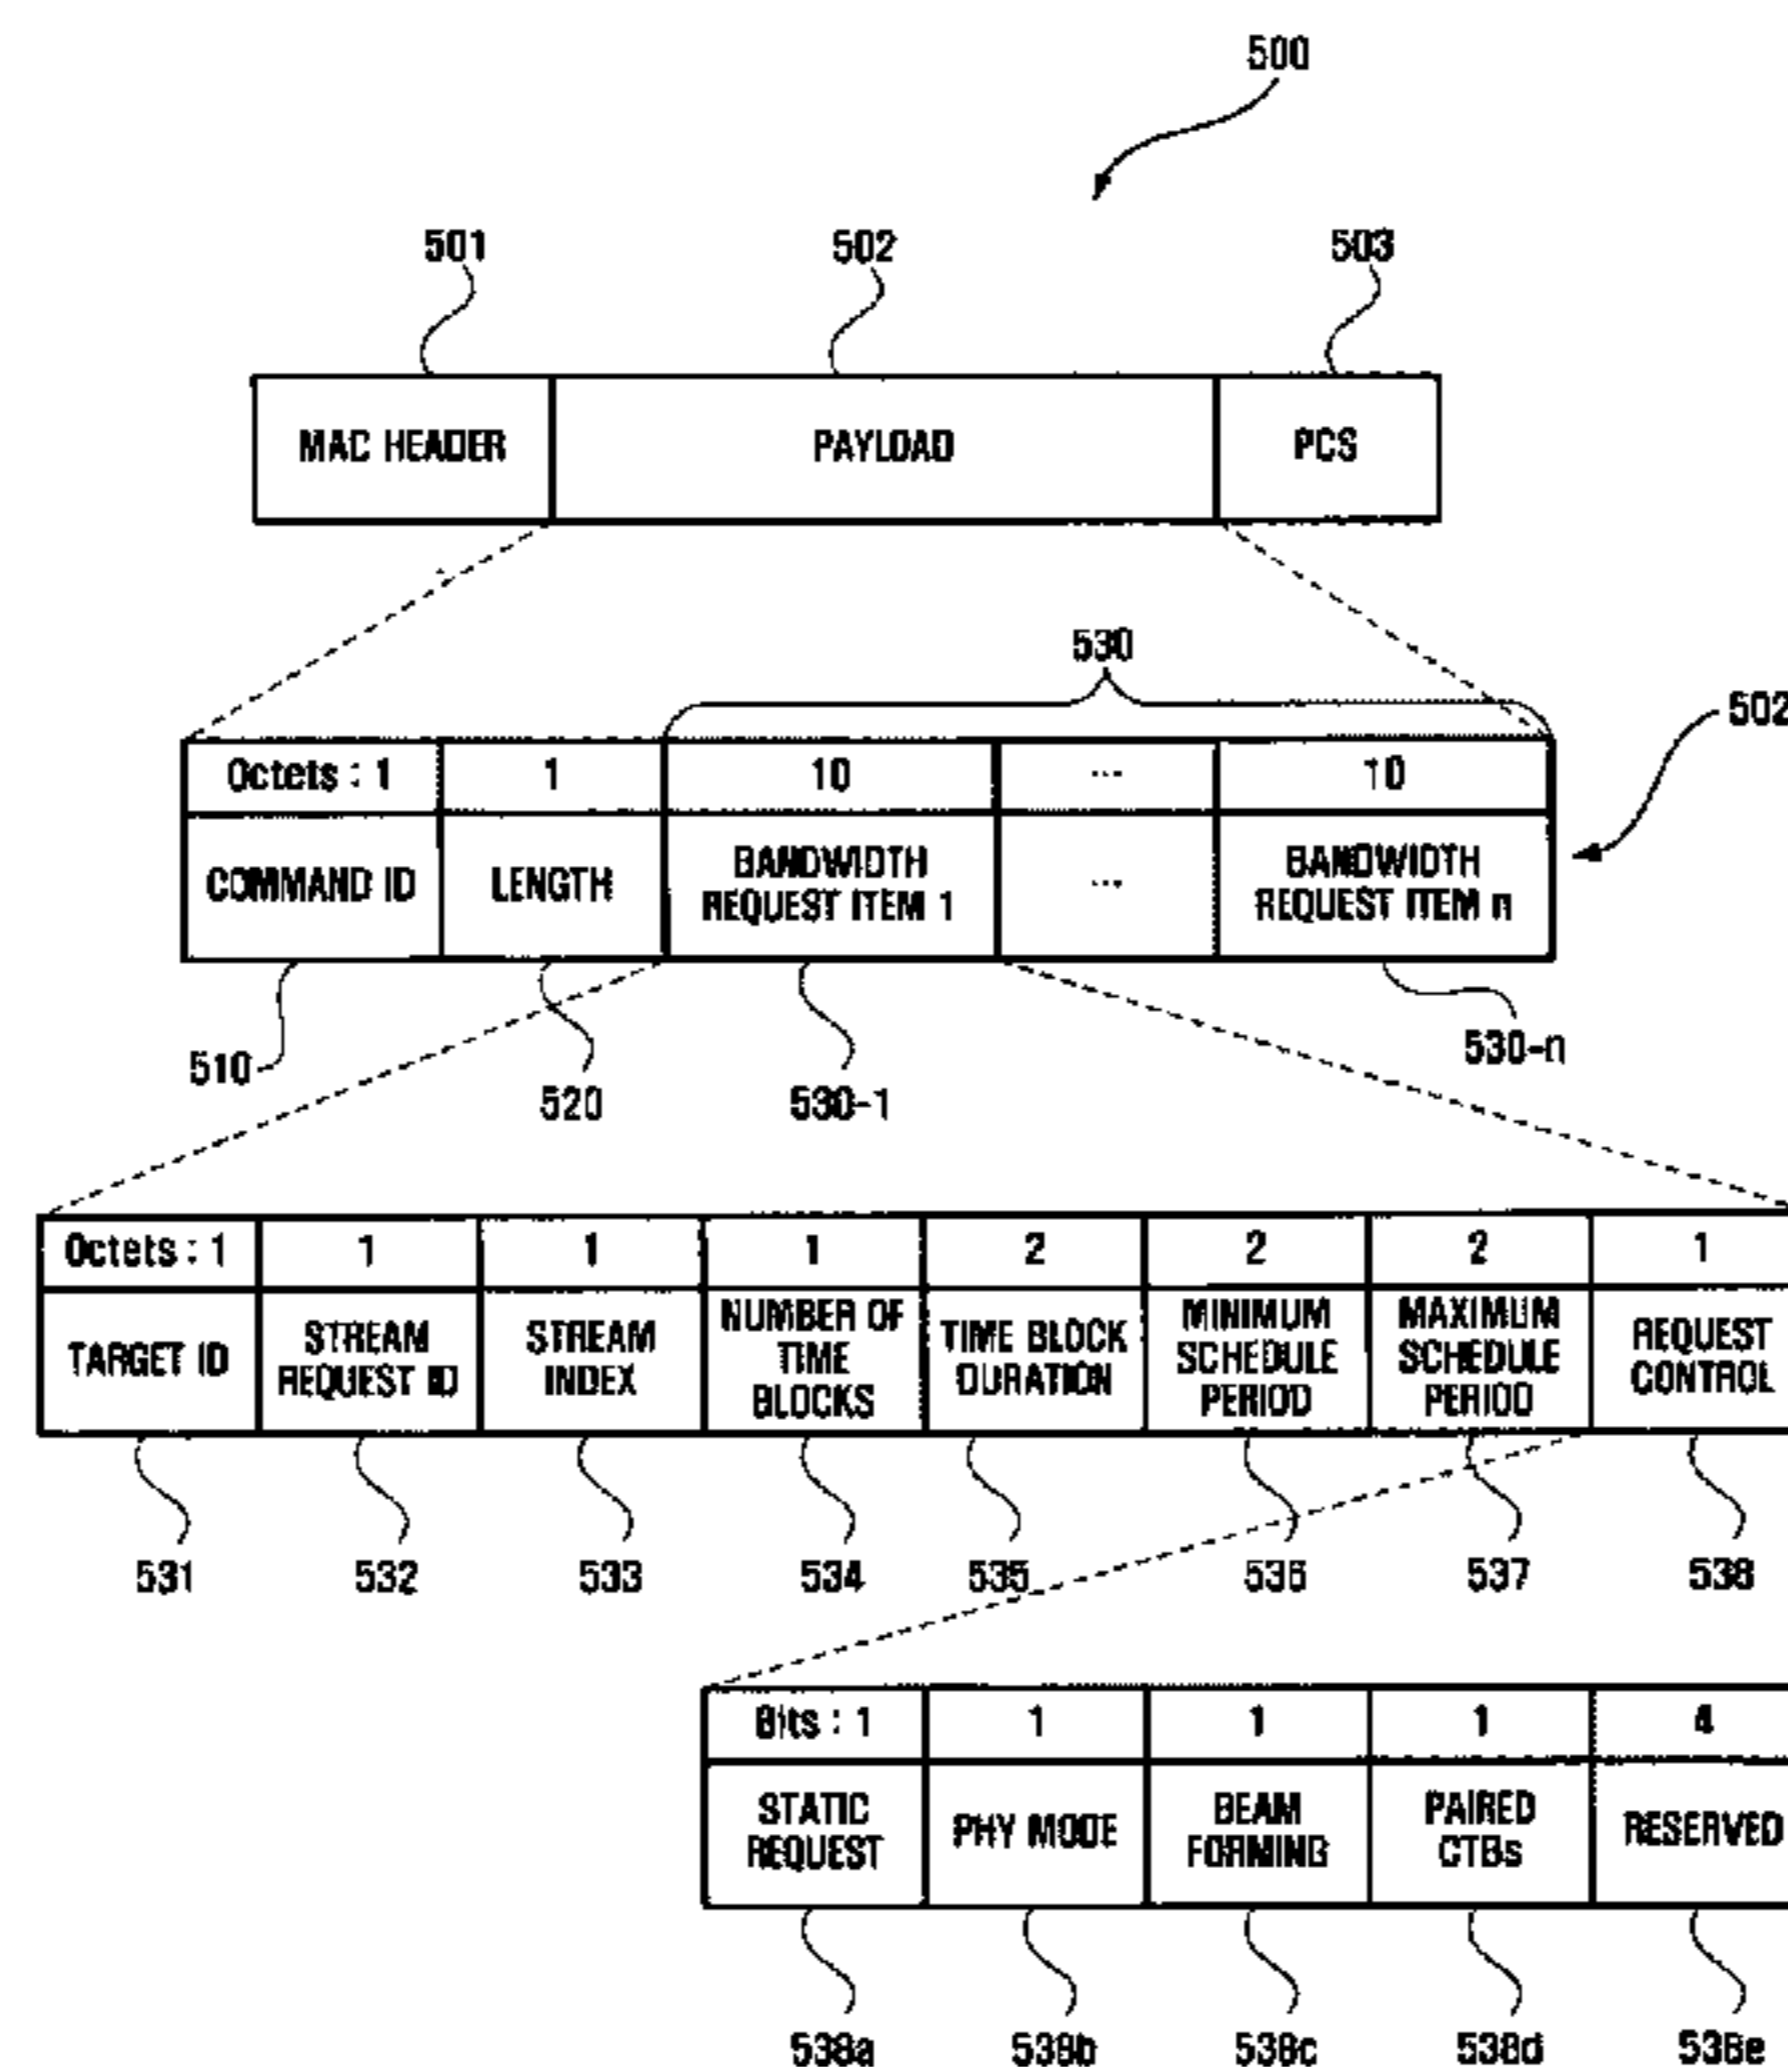 500
501
502
503
MAC HEADER
PAYLOAD
PCS
530
502
Octets : 1
1
10
...
10
COMMAND ID
LENGTH
BANDWIDTH
REQUEST ITEM 1
...
BANDWIDTH
REQUEST ITEM n
510
520
530-1
530-n
Octets : 1
1
1
1
2
2
2
1
TARGET ID
STREAM
REQUEST ID
STREAM
INDEX
NUMBER OF
TIME
BLOCKS
TIME BLOCK
DURATION
MINIMUM
SCHEDULE
PERIOD
MAXIMUM
SCHEDULE
PERIOD
REQUEST
CONTROL
531
532
533
534
535
536
537
538
Bits : 1
1
1
1
4
STATIC
REQUEST
PHY MODE
BEAM
FORMING
PAIRED
CTBs
RESERVED
538a
538b
538c
538d
538e